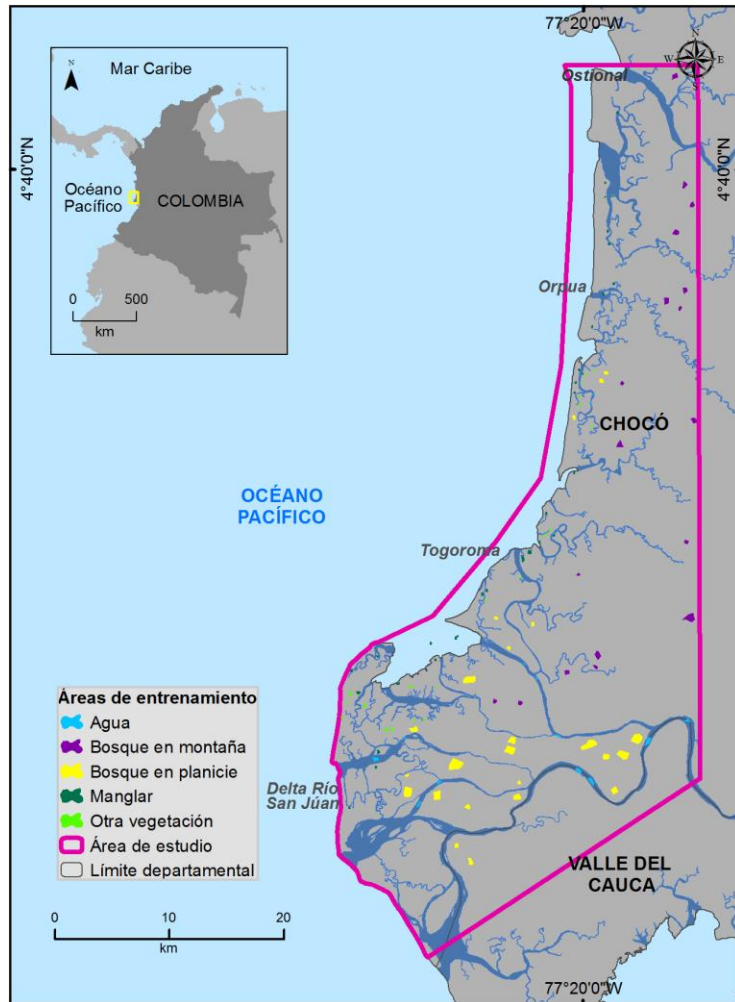 77°20'0"W
N
W
E
S
Ostional
4°40'0"N
4°40'0"N
N
Mar Caribe
Océano
Pacífico
COLOMBIA
0
500
km
Orpua
CHOCÓ
OCÉANO
PACÍFICO
Togoroma
Áreas de entrenamiento
Agua
Bosque en montaña
Bosque en planicie
Manglar
Otra vegetación
Área de estudio
Límite departamental
Delta Río
San Júan
VALLE DEL
CAUCA
0
10
20
km
77°20'0"W